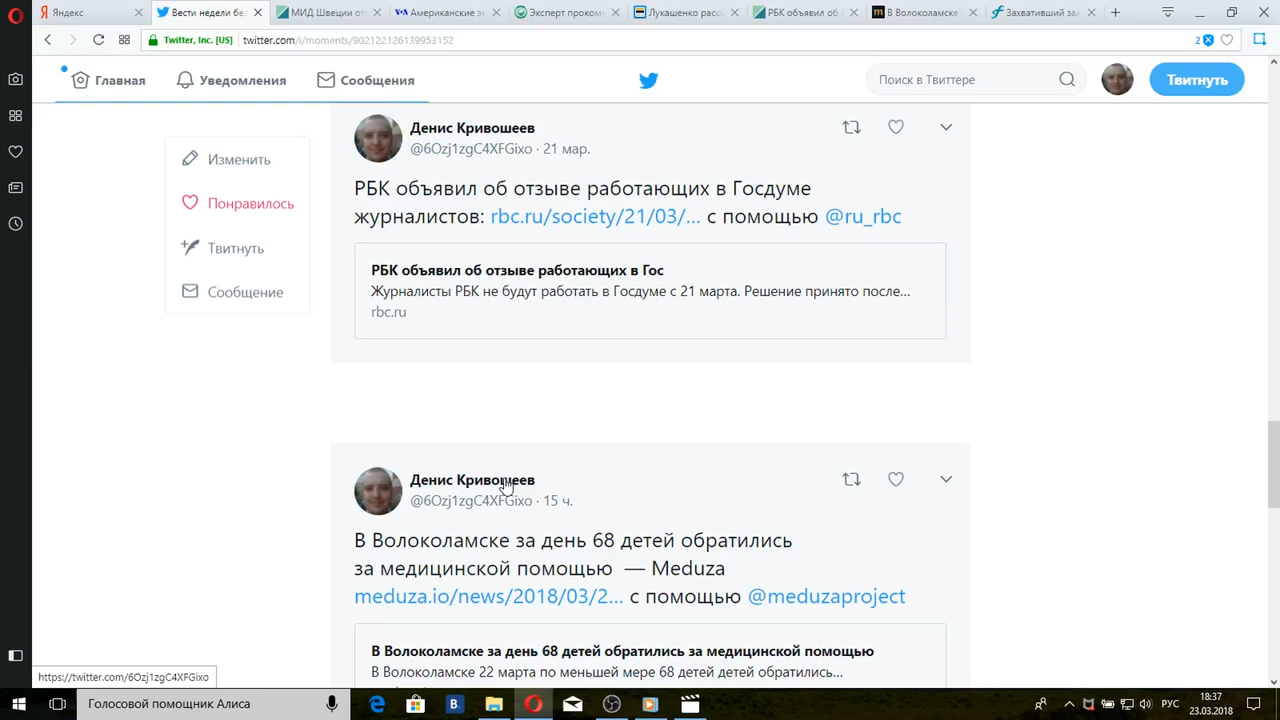 Яндекс
Вести недели без
МИД Швеции от
Американские эк
Эксперт проком
Лукашенко расс
РБК объявил об
В Волоколамске
Захвативший зал
Twitter, Inc. [US]
twitter.com/i/moments/902122126139953152
2
Главная
Уведомления
Сообщения
Поиск в Твиттере
Твитнуть
Изменить
Понравилось
Твитнуть
Сообщение
Денис Кривошеев
@6Ozj1zgC4XFGixo · 21 мар.
РБК объявил об отзыве работающих в Госдуме
журналистов: rbc.ru/society/21/03/... с помощью @ru_rbc
РБК объявил об отзыве работающих в Гос
Журналисты РБК не будут работать в Госдуме с 21 марта. Решение принято после...
rbc.ru
Денис Кривошеев
@6Ozj1zgC4XFGixo · 15 ч.
В Волоколамске за день 68 детей обратились
за медицинской помощью — Meduza
meduza.io/news/2018/03/2... с помощью @meduzaproject
В Волоколамске за день 68 детей обратились за медицинской помощью
В Волоколамске 22 марта по меньшей мере 68 детей детей обратились...
https://twitter.com/6Ozj1zgC4XFGixo
Голосовой помощник Алиса
РУС
18:37
23.03.2018